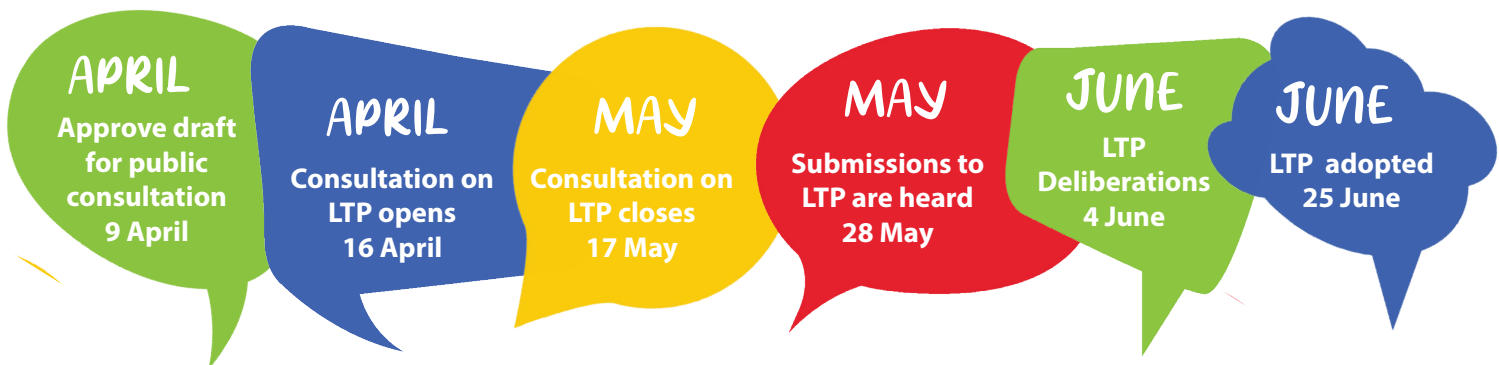 APRIL
Approve draft
for public
consultation
9 April
APRIL
Consultation on
LTP opens
16 April
MAY
Consultation on
LTP closes
17 May
MAY
Submissions to
LTP are heard
28 May
JUNE
LTP
Deliberations
4 June
JUNE
LTP adopted
25 June